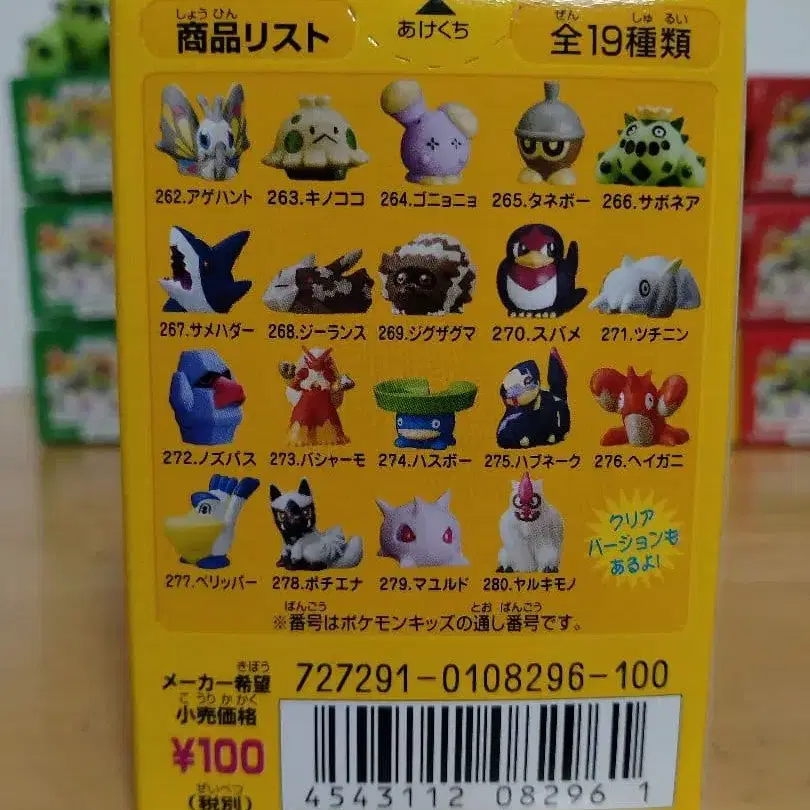 しょう ひん
商品リスト
あけくち
ぜん しゅ るい
全19種類
262.アゲハント 263.キノココ 264.ゴニョニョ 265.タネボー 266.サボネア
267.サメハダー 268.ジーランス 269.ジグザグマ 270.スバメ 271.ツチニン
272.ノズパス 273.バシャーモ 274.ハスボー 275.ハブネーク 276.ヘイガニ
277.ペリッパー 278.ポチエナ 279.マユルド 280.ヤルキモノ
クリア
バージョンも
あるよ!
ばんごう とお ばんごう
※番号はポケモンキッズの通し番号です。
きぼう
メーカー希望
こ うり か かく
小売価格
¥100
ぜいべつ
(税別)
727291-0108296-100
4543112 08296 1